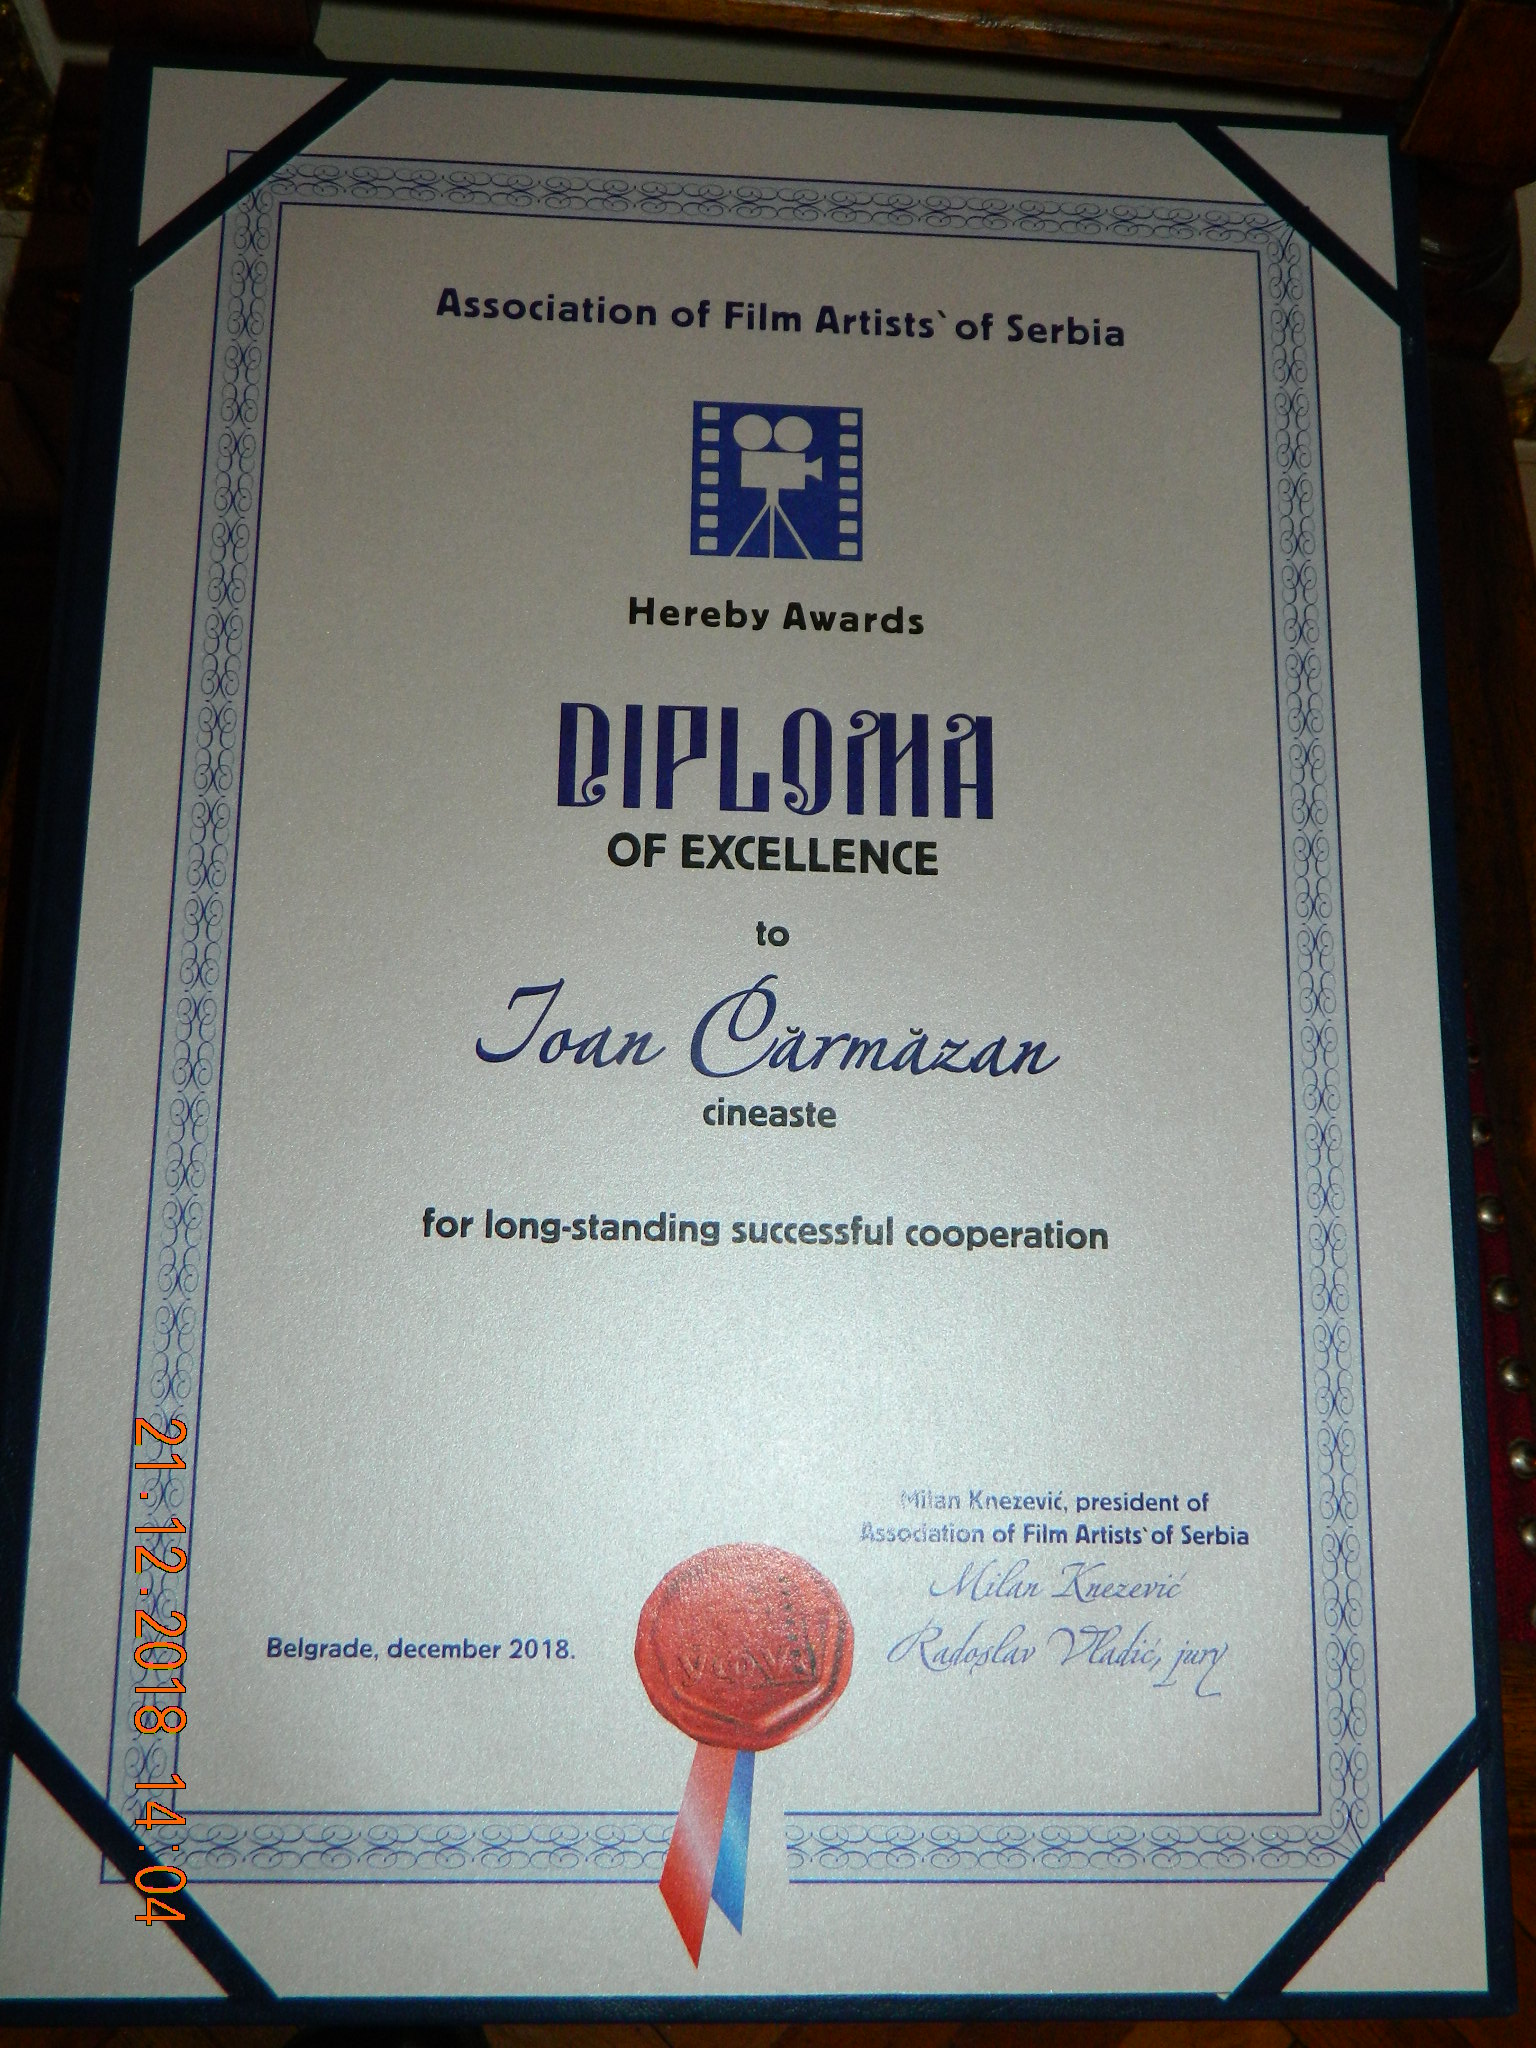 Association of Film Artists` of Serbia
Hereby Awards
DIPLOMA
OF EXCELLENCE
to
Ioan Cărmăzan
cineaste
for long-standing successful cooperation
Milan Knezević, president of
Association of Film Artists` of Serbia
Milan Knezević
Radoslav Vladić, jury
Belgrade, december 2018.
21.12.2018 14:04